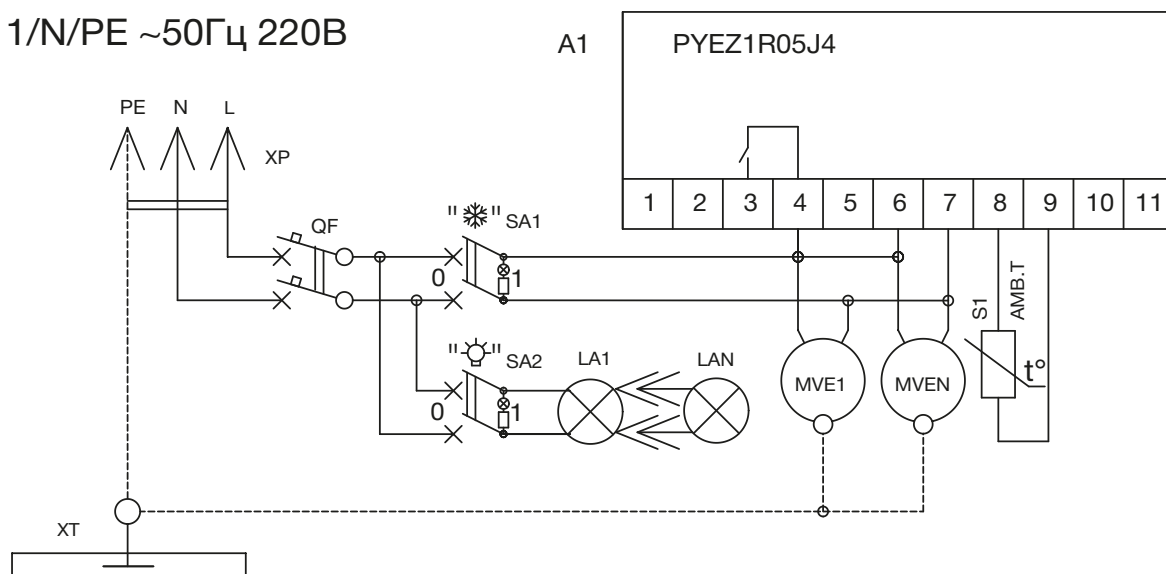 1/N/PE ~50Гц 220В
A1 PYEZ1R05J4
PE N L
XP
1 2 3 4 5 6 7 8 9 10 11
QF
" " SA1
0 1
S1
AMB.T
" " SA2
LA1 LAN
0 1
MVE1 MVEN
t°
XT